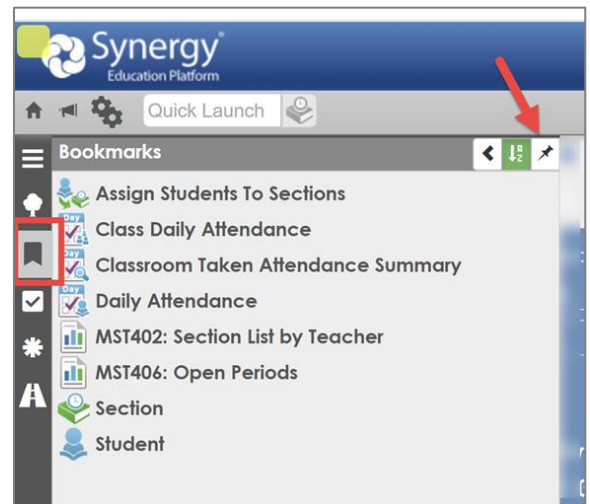 Synergy
Education Platform
Quick Launch
Bookmarks
Assign Students To Sections
Day
Class Daily Attendance
Day
Classroom Taken Attendance Summary
Day
Daily Attendance
MST402: Section List by Teacher
MST406: Open Periods
Section
Student